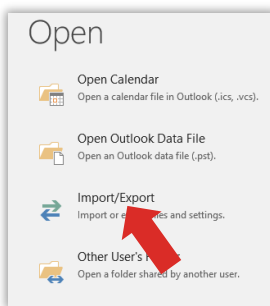 Open
Open Calendar
Open a calendar file in Outlook (.ics, .vcs).
Open Outlook Data File
Open an Outlook data file (.pst).
Import/Export
Import or and settings.
Other User's
Open a folder shared by another user.